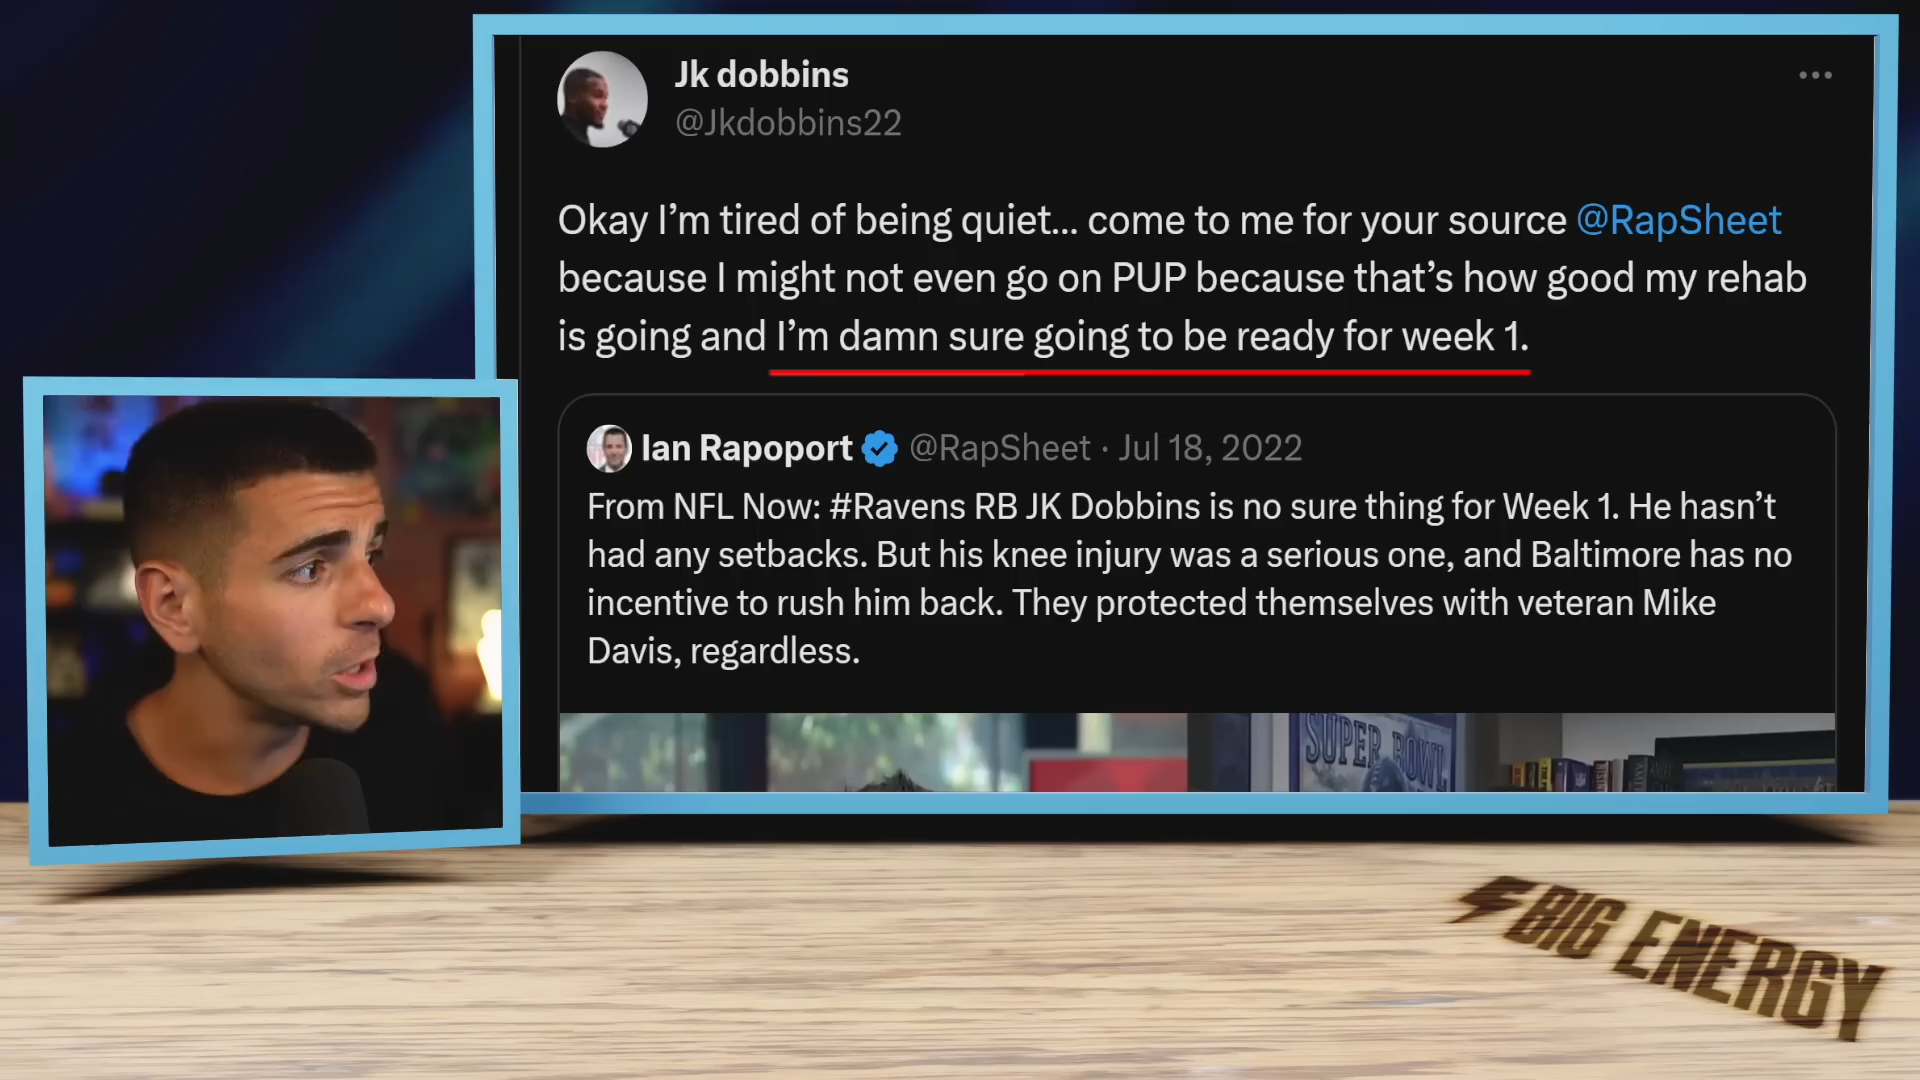 Jk dobbins
@Jkdobbins22
Okay I’m tired of being quiet... come to me for your source @RapSheet
because I might not even go on PUP because that’s how good my rehab
is going and I’m damn sure going to be ready for week 1.
Ian Rapoport @RapSheet · Jul 18, 2022
From NFL Now: #Ravens RB JK Dobbins is no sure thing for Week 1. He hasn’t
had any setbacks. But his knee injury was a serious one, and Baltimore has no
incentive to rush him back. They protected themselves with veteran Mike
Davis, regardless.
SUPER BOWL
BIG ENERGY